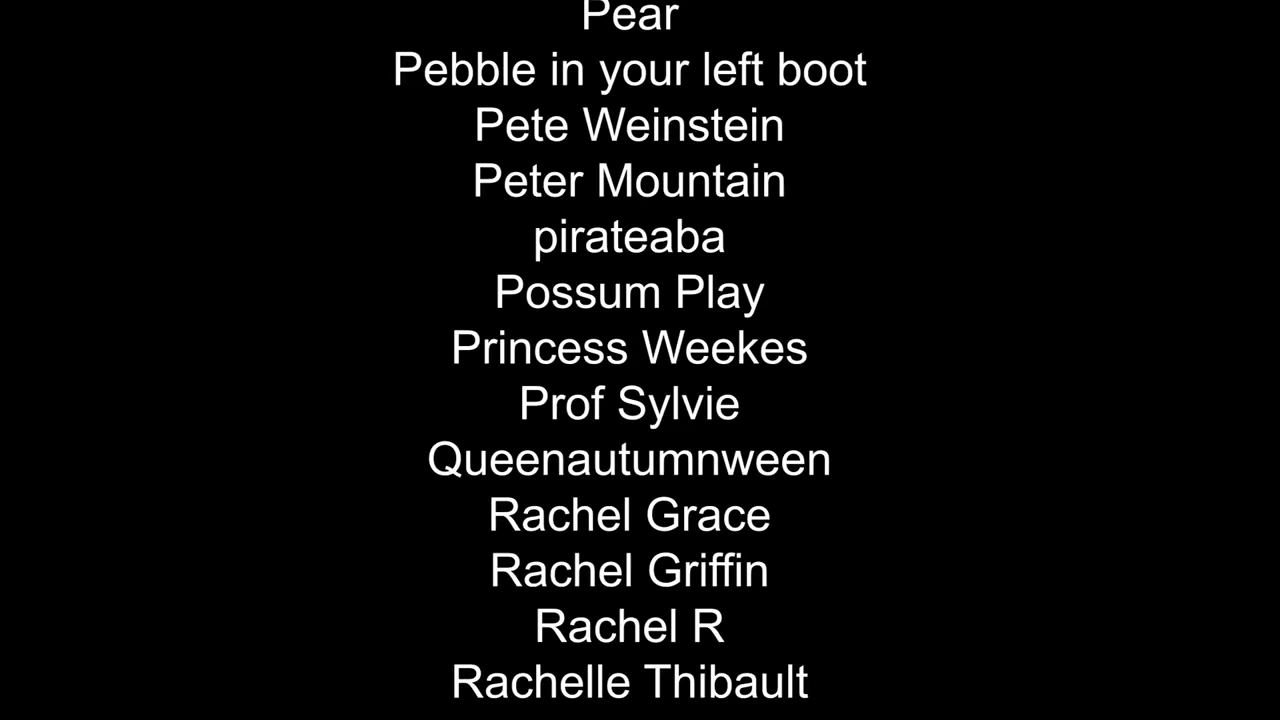 Pear
Pebble in your left boot
Pete Weinstein
Peter Mountain
pirateaba
Possum Play
Princess Weekes
Prof Sylvie
Queenautumnween
Rachel Grace
Rachel Griffin
Rachel R
Rachelle Thibault